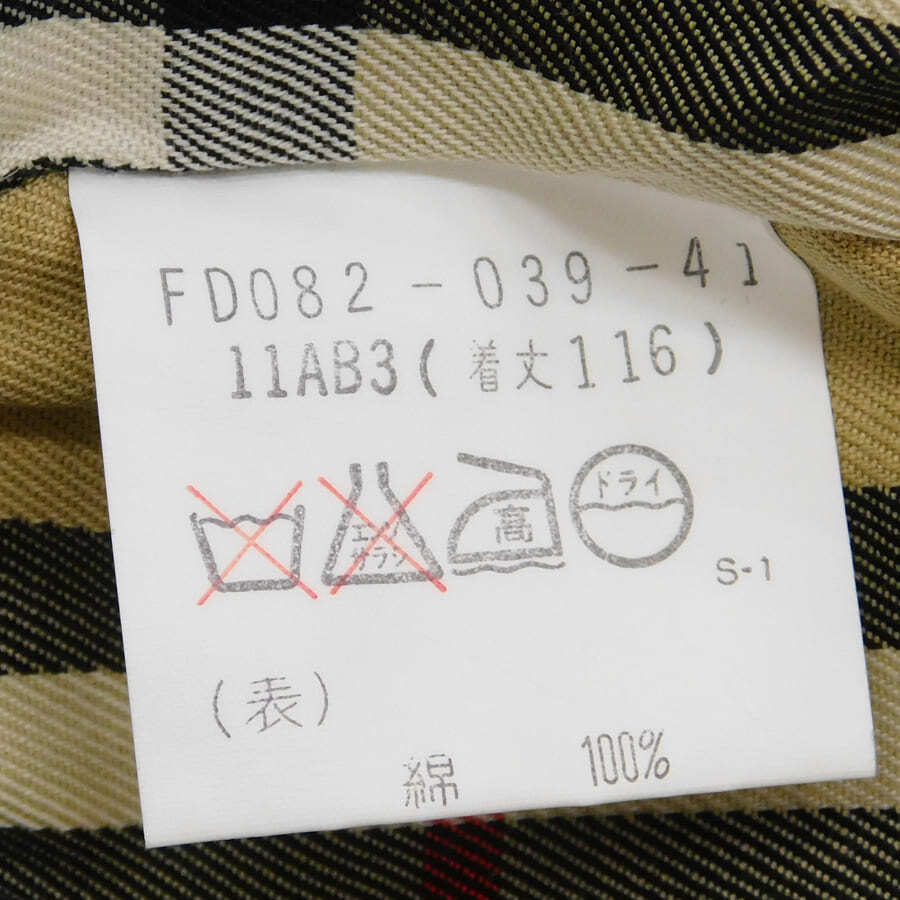 FD082-039-41
11AB3(着丈116)
エンソ
サラシ
高
ドライ
S-1
(表)
綿 100%